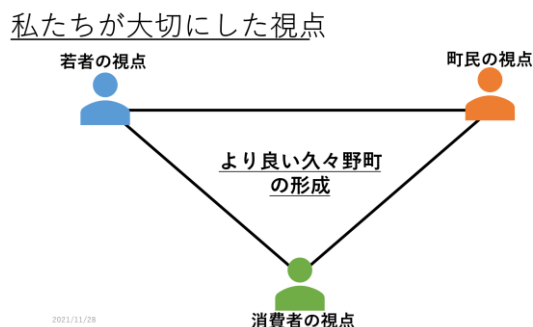 私たちが大切にした視点
若者の視点
町民の視点
より良い久々野町
の形成
消費者の視点
2021/11/28